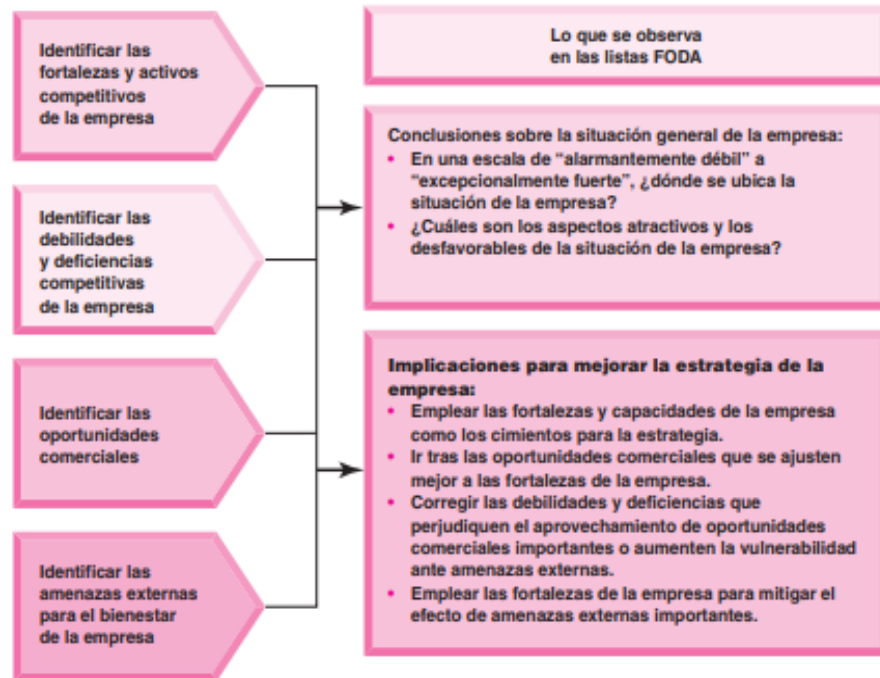 Identificar las
fortalezas y activos
competitivos
de la empresa
Identificar las
debilidades
y deficiencias
competitivas
de la empresa
Identificar las
oportunidades
comerciales
Identificar las
amenazas externas
para el bienestar
de la empresa
Lo que se observa
en las listas FODA
Conclusiones sobre la situación general de la empresa:
• En una escala de “alarmantemente débil” a
“excepcionalmente fuerte”, ¿dónde se ubica la
situación de la empresa?
• ¿Cuáles son los aspectos atractivos y los
desfavorables de la situación de la empresa?
Implicaciones para mejorar la estrategia de la
empresa:
• Emplear las fortalezas y capacidades de la empresa
como los cimientos para la estrategia.
• Ir tras las oportunidades comerciales que se ajusten
mejor a las fortalezas de la empresa.
• Corregir las debilidades y deficiencias que
perjudiquen el aprovechamiento de oportunidades
comerciales importantes o aumenten la vulnerabilidad
ante amenazas externas.
• Emplear las fortalezas de la empresa para mitigar el
efecto de amenazas externas importantes.